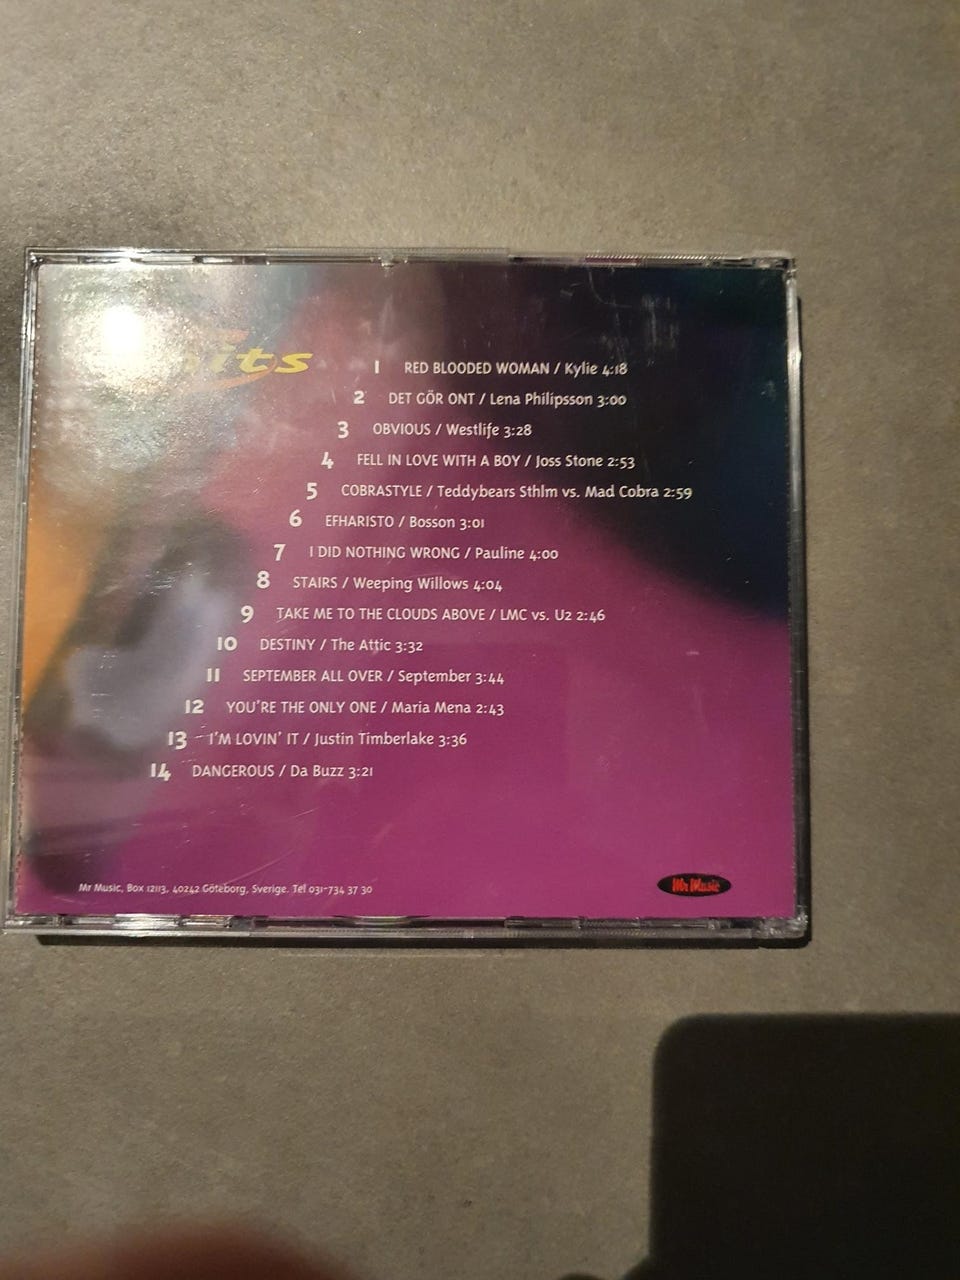 hits
1 RED BLOODED WOMAN / Kylie 4:18
2 DET GÖR ONT / Lena Philipsson 3:00
3 OBVIOUS / Westlife 3:28
4 FELL IN LOVE WITH A BOY / Joss Stone 2:53
5 COBRASTYLE / Teddybears Sthlm vs. Mad Cobra 2:59
6 EFHARISTO / Bosson 3:01
7 I DID NOTHING WRONG / Pauline 4:00
8 STAIRS / Weeping Willows 4:04
9 TAKE ME TO THE CLOUDS ABOVE / LMC vs. U2 2:46
10 DESTINY / The Attic 3:32
11 SEPTEMBER ALL OVER / September 3:44
12 YOU'RE THE ONLY ONE / Maria Mena 2:43
13 I'M LOVIN' IT / Justin Timberlake 3:36
14 DANGEROUS / Da Buzz 3:21
Mr Music, Box 12113, 40242 Göteborg, Sverige. Tel 031-734 37 30
Mr Music